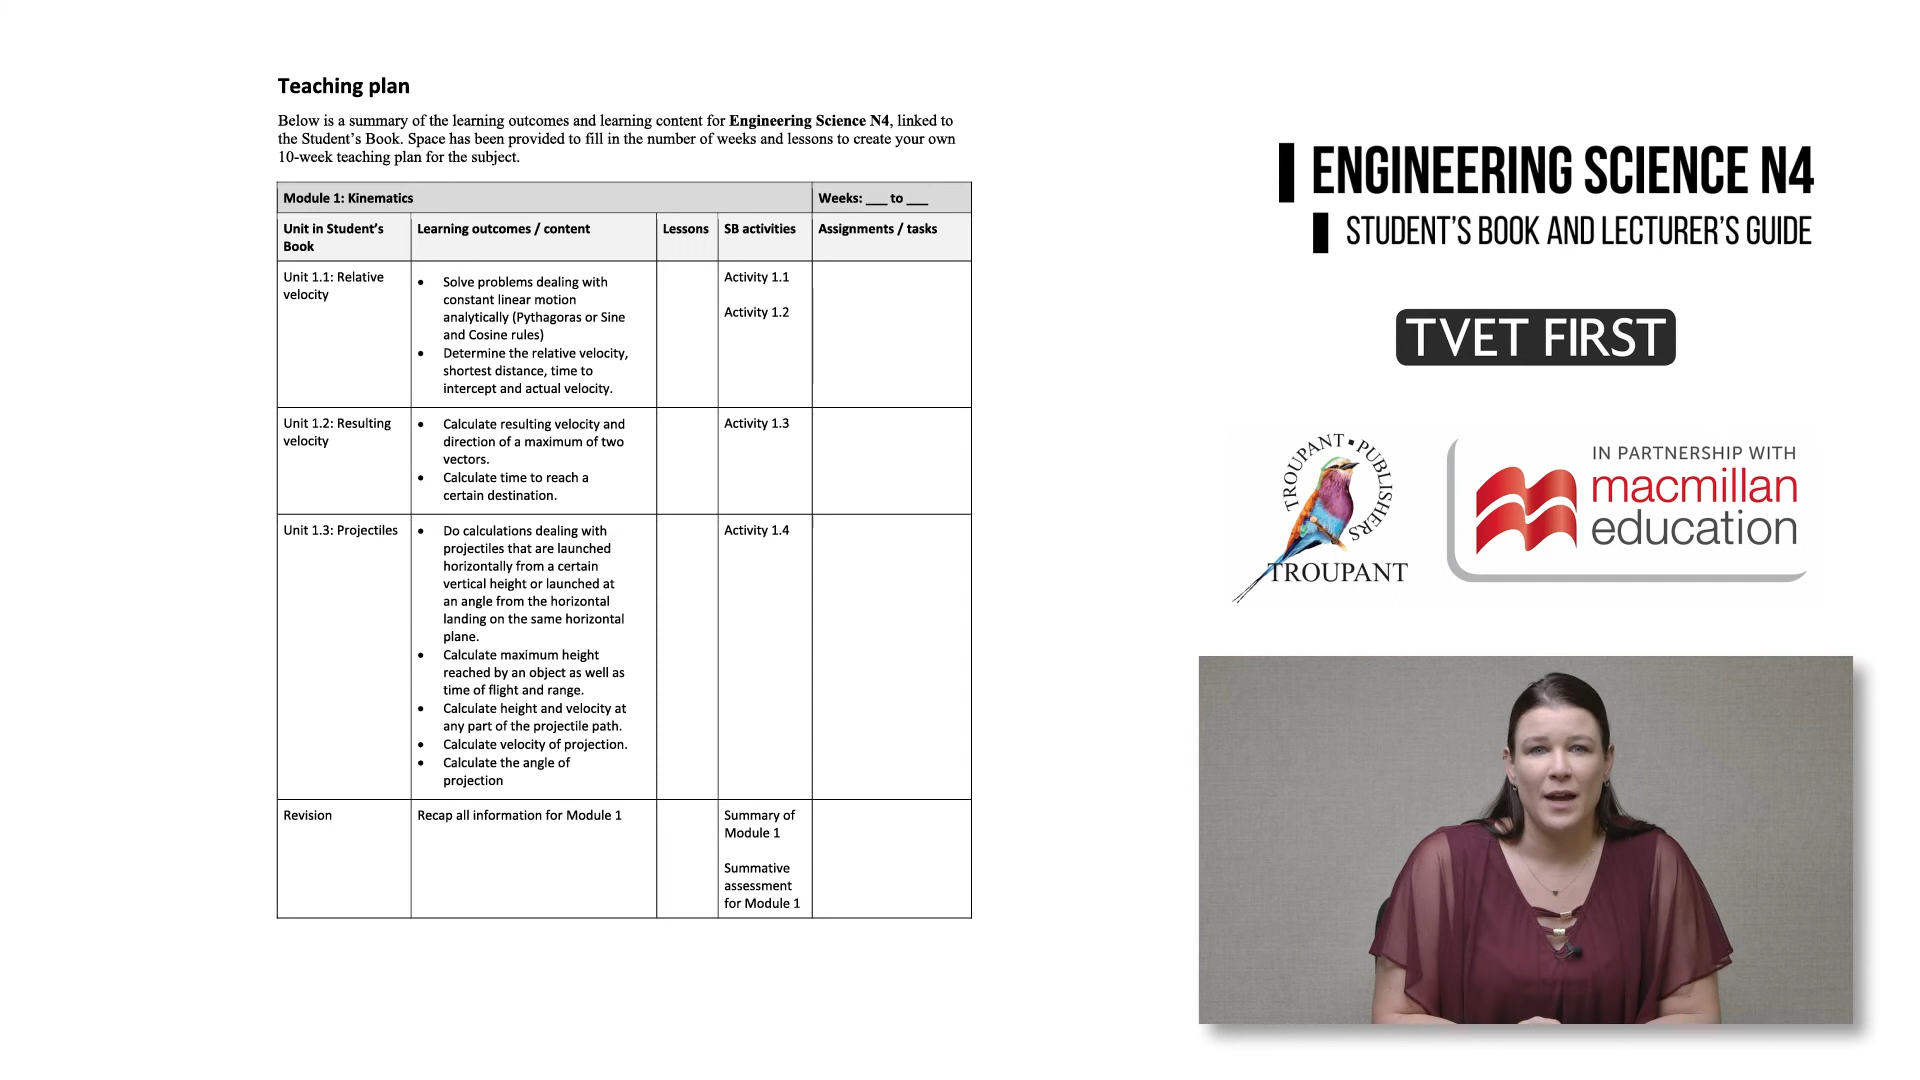 Teaching plan
Below is a summary of the learning outcomes and learning content for Engineering Science N4, linked to
the Student's Book. Space has been provided to fill in the number of weeks and lessons to create your own
10-week teaching plan for the subject.
Module 1: Kinematics
Weeks: ___ to ___
Unit in Student's
Book
Learning outcomes / content
Lessons
SB activities
Assignments / tasks
Unit 1.1: Relative
velocity
• Solve problems dealing with
constant linear motion
analytically (Pythagoras or Sine
and Cosine rules)
• Determine the relative velocity,
shortest distance, time to
intercept and actual velocity.
Activity 1.1
Activity 1.2
Unit 1.2: Resulting
velocity
• Calculate resulting velocity and
direction of a maximum of two
vectors.
• Calculate time to reach a
certain destination.
Activity 1.3
Unit 1.3: Projectiles
• Do calculations dealing with
projectiles that are launched
horizontally from a certain
vertical height or launched at
an angle from the horizontal
landing on the same horizontal
plane.
• Calculate maximum height
reached by an object as well as
time of flight and range.
• Calculate height and velocity at
any part of the projectile path.
• Calculate velocity of projection.
• Calculate the angle of
projection
Activity 1.4
Revision
Recap all information for Module 1
Summary of
Module 1
Summative
assessment
for Module 1
ENGINEERING SCIENCE N4
STUDENT'S BOOK AND LECTURER'S GUIDE
TVET FIRST
TROUPANT • PUBLISHERS
TROUPANT
IN PARTNERSHIP WITH
macmillan
education